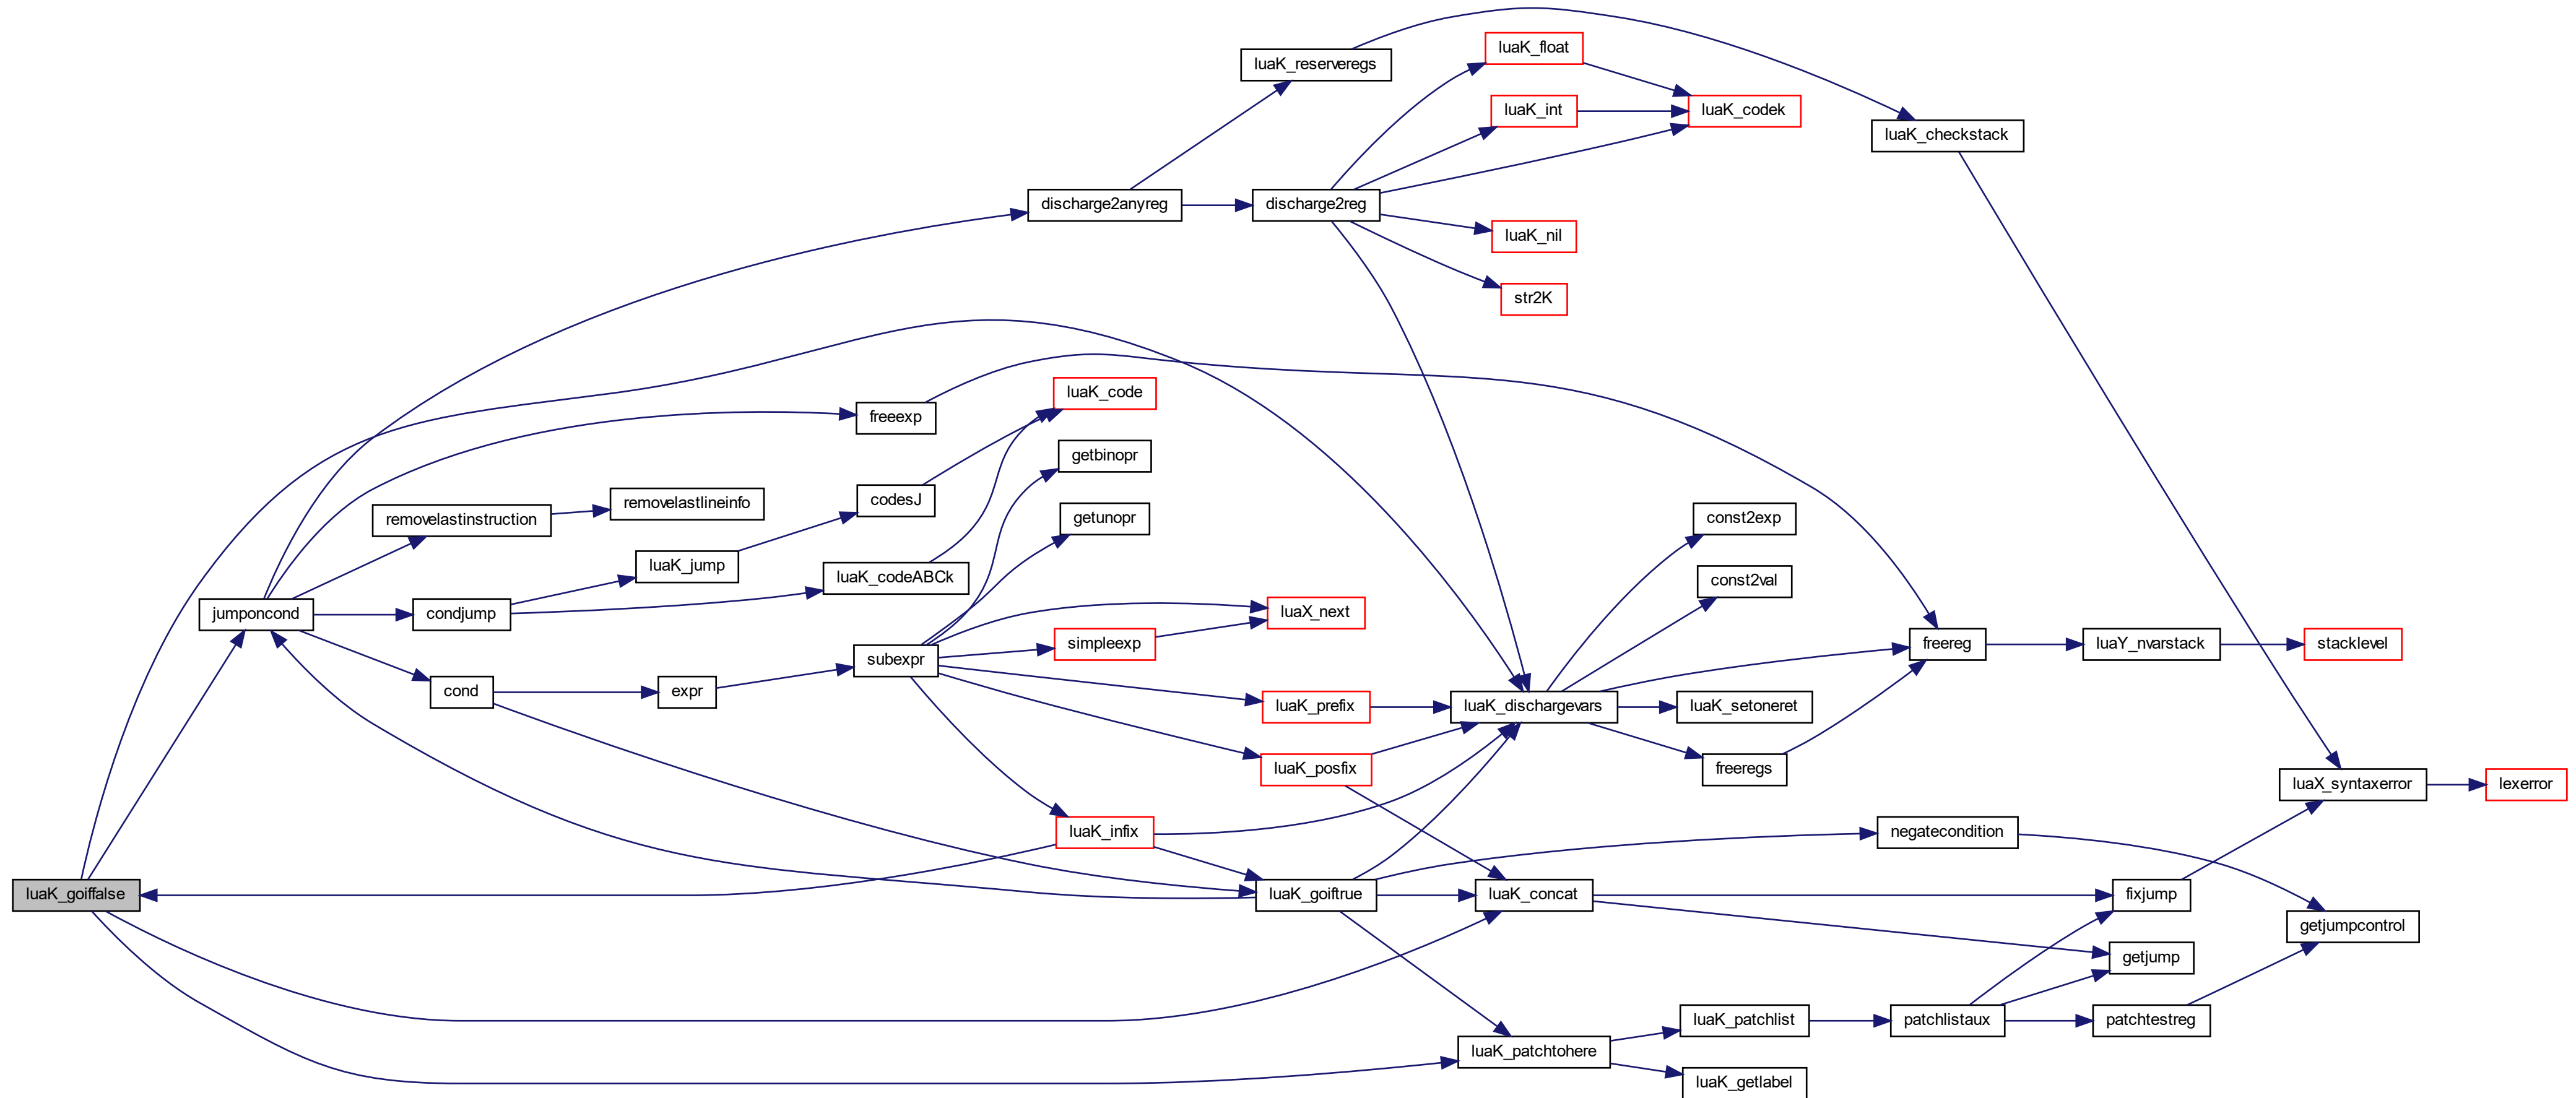 luaK_float
luaK_reserveregs
luaK_int
luaK_codek
luaK_checkstack
discharge2anyreg
discharge2reg
luaK_nil
str2K
luaK_code
freeexp
getbinopr
removelastlineinfo
codesJ
removelastinstruction
getunopr
const2exp
luaK_jump
luaK_codeABCk
const2val
jumponcond
condjump
luaX_next
simpleexp
freereg
luaY_nvarstack
stacklevel
subexpr
cond
expr
luaK_prefix
luaK_dischargevars
luaK_setoneret
luaK_posfix
freeregs
luaX_syntaxerror
lexerror
luaK_infix
negatecondition
luaK_goiffalse
luaK_goiftrue
luaK_concat
fixjump
getjumpcontrol
getjump
luaK_patchlist
patchlistaux
patchtestreg
luaK_patchtohere
luaK_getlabel